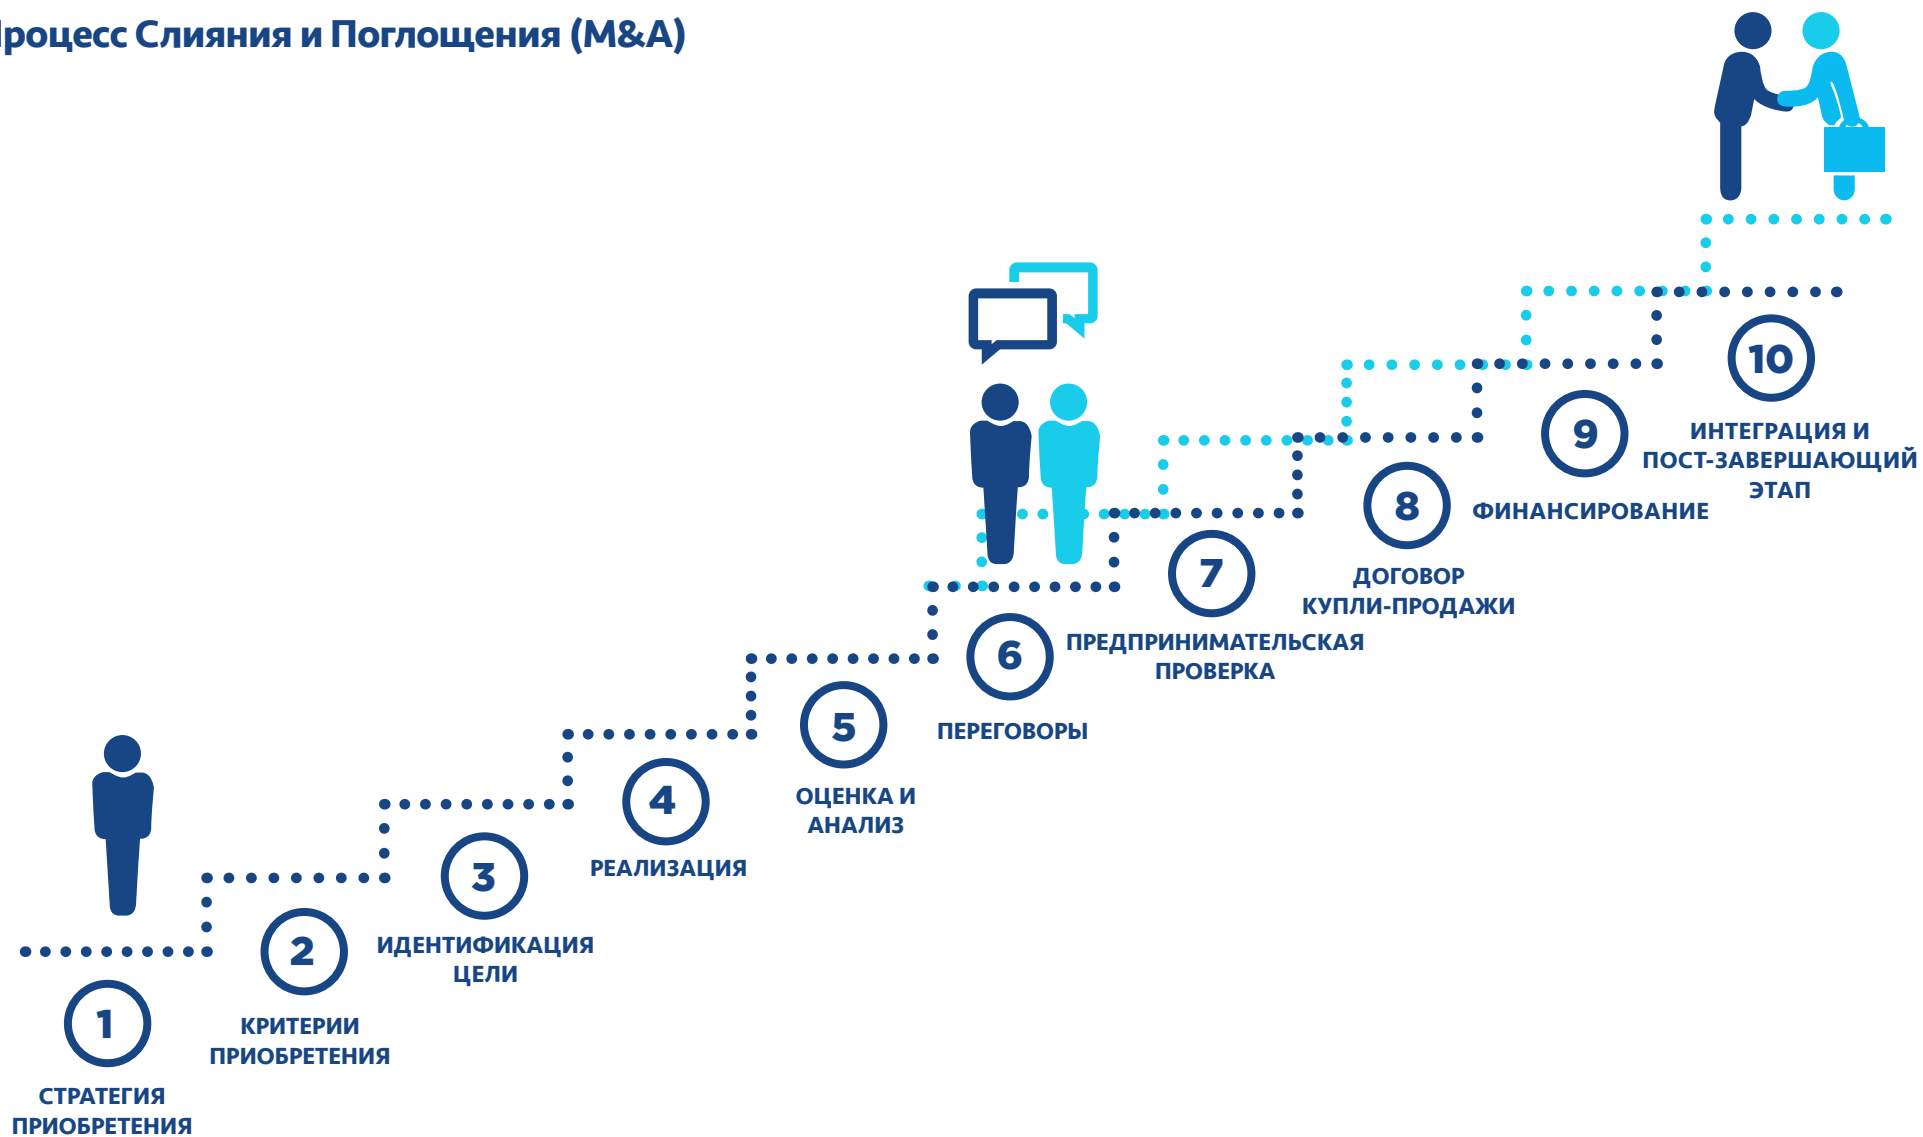 роцесс Слияния и Поглощения (M&A)
1
СТРАТЕГИЯ
ПРИОБРЕТЕНИЯ
2
КРИТЕРИИ
ПРИОБРЕТЕНИЯ
3
ИДЕНТИФИКАЦИЯ
ЦЕЛИ
4
РЕАЛИЗАЦИЯ
5
ОЦЕНКА И
АНАЛИЗ
6
ПЕРЕГОВОРЫ
7
ПРЕДПРИНИМАТЕЛЬСКАЯ
ПРОВЕРКА
8
ДОГОВОР
КУПЛИ-ПРОДАЖИ
9
ФИНАНСИРОВАНИЕ
10
ИНТЕГРАЦИЯ И
ПОСТ-ЗАВЕРШАЮЩИЙ
ЭТАП